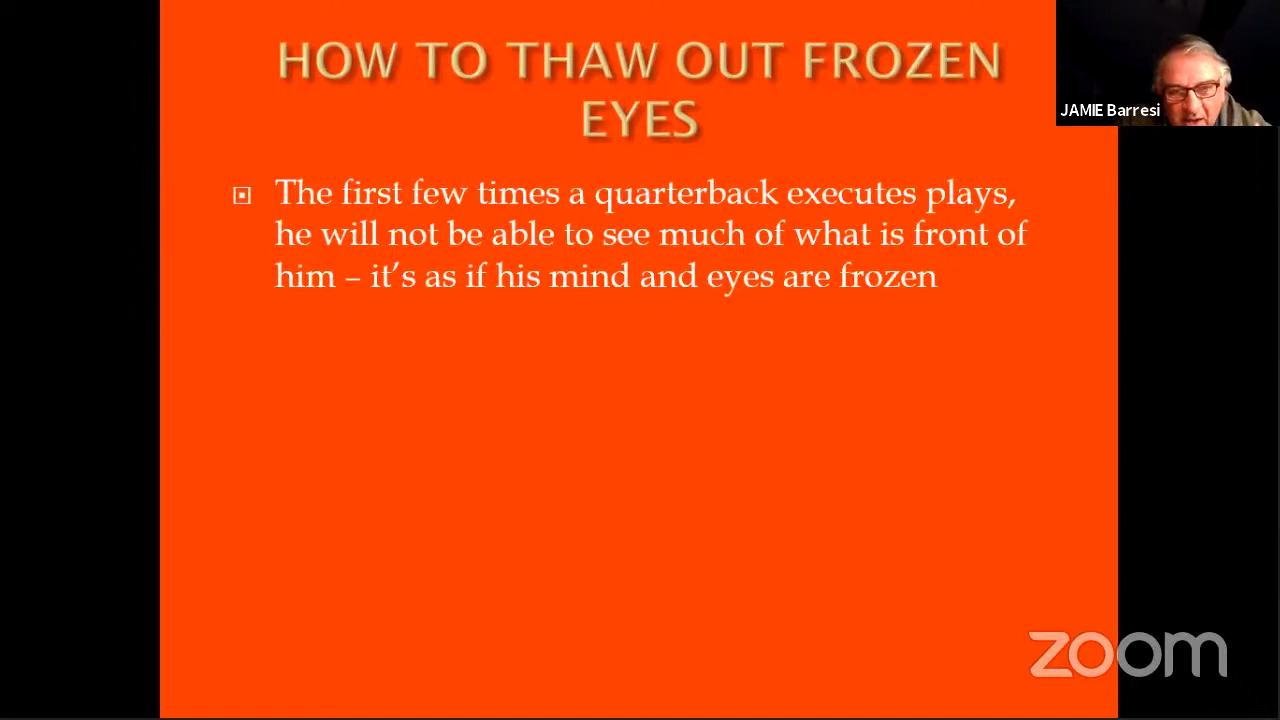 HOW TO THAW OUT FROZEN
EYES
JAMIE Barresi
The first few times a quarterback executes plays,
he will not be able to see much of what is front of
him – it’s as if his mind and eyes are frozen
zoom